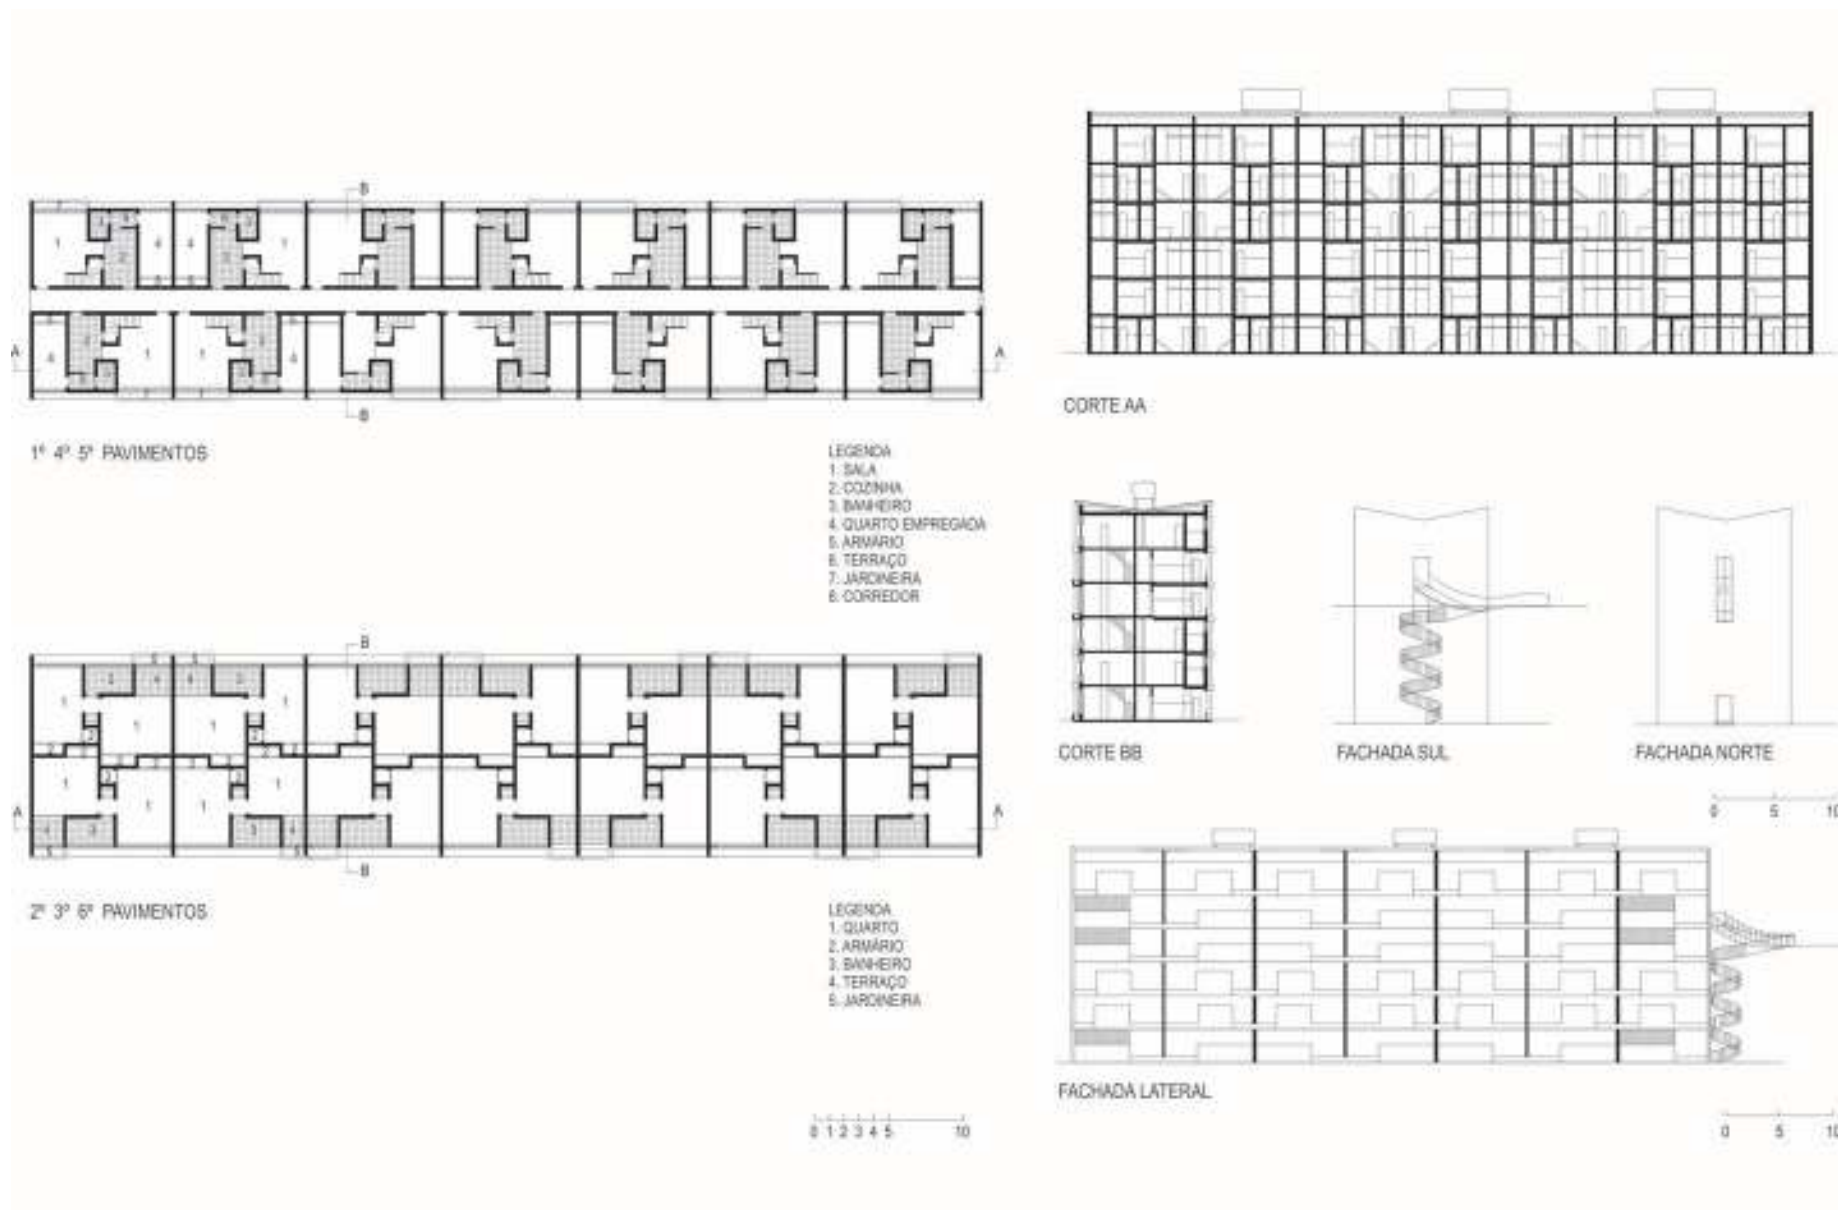 B
A
A
B
1º 4º 5º PAVIMENTOS
LEGENDA
1. SALA
2. COZINHA
3. BANHEIRO
4. QUARTO EMPREGADA
5. ARMÁRIO
6. TERRAÇO
7. JARDINEIRA
6. CORREDOR
B
A
A
B
2º 3º 6º PAVIMENTOS
LEGENDA
1. QUARTO
2. ARMÁRIO
3. BANHEIRO
4. TERRAÇO
5. JARDINEIRA
0 1 2 3 4 5 10
CORTE AA
CORTE BB
FACHADA SUL
FACHADA NORTE
0 5 10
FACHADA LATERAL
0 5 10